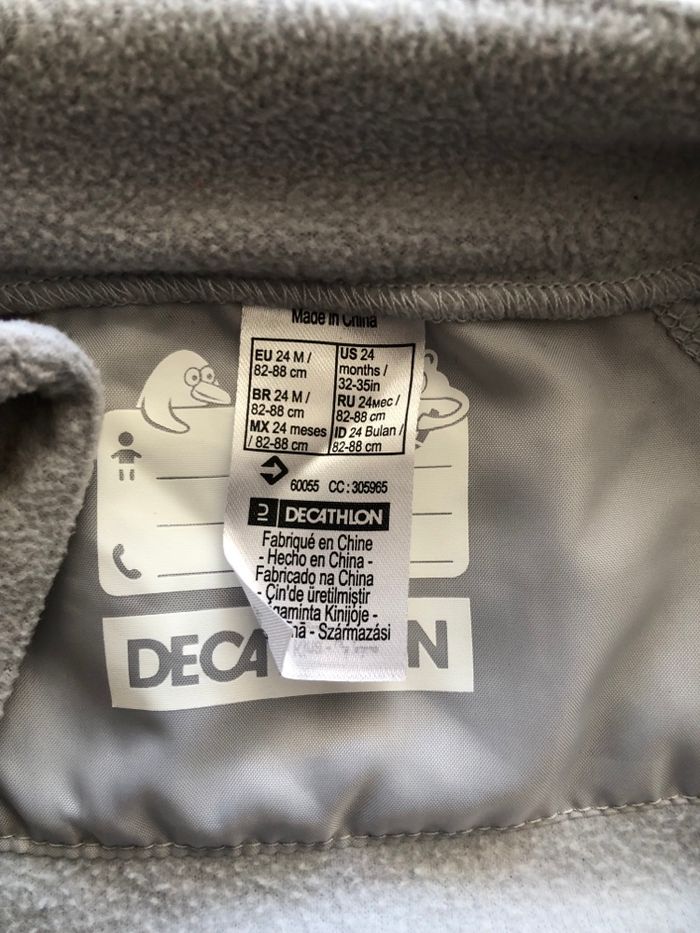 Made in China
EU 24 M /
82-88 cm
US 24
months /
32-35in
BR 24 M /
82-88 cm
RU 24мес /
82-88 cm
MX 24 meses
/ 82-88 cm
ID 24 Bulan /
82-88 cm
60055 CC:305965
DECATHLON
Fabriqué en Chine
- Hecho en China -
Fabricado na China
- Çin'de üretilmiştir
Kinijoje -
- Származási
DECA N